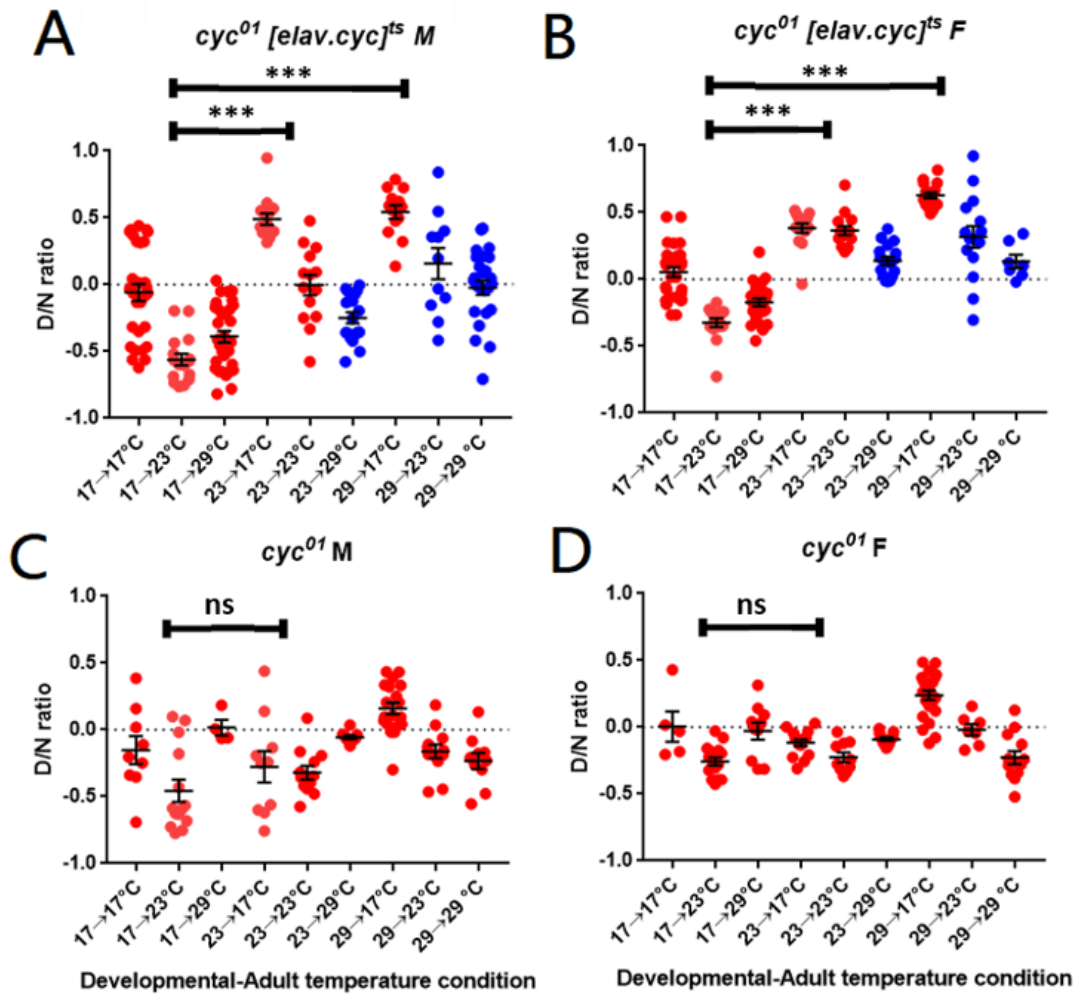 A
cyc⁰¹ [elav.cyc]ᵗˢ M
***
***
D/N ratio
1.0
0.5
0.0
-0.5
-1.0
17→17°C
17→23°C
17→29°C
23→17°C
23→23°C
23→29°C
29→17°C
29→23°C
29→29°C
B
cyc⁰¹ [elav.cyc]ᵗˢ F
***
***
D/N ratio
1.0
0.5
0.0
-0.5
-1.0
17→17°C
17→23°C
17→29°C
23→17°C
23→23°C
23→29°C
29→17°C
29→23°C
29→29°C
C
cyc⁰¹ M
ns
D/N ratio
1.0
0.5
0.0
-0.5
-1.0
17→17°C
17→23°C
17→29°C
23→17°C
23→23°C
23→29°C
29→17°C
29→23°C
29→29°C
Developmental-Adult temperature condition
D
cyc⁰¹ F
ns
D/N ratio
1.0
0.5
0.0
-0.5
-1.0
17→17°C
17→23°C
17→29°C
23→17°C
23→23°C
23→29°C
29→17°C
29→23°C
29→29°C
Developmental-Adult temperature condition